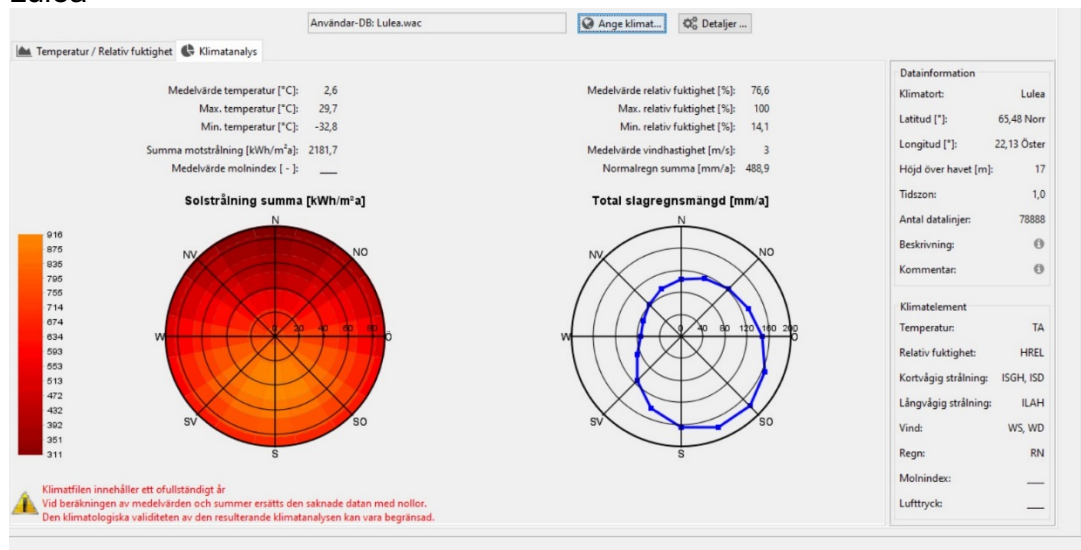 Lulea
Användar-DB: Lulea.wac
Ange klimat...
Detaljer ...
Temperatur / Relativ fuktighet
Klimatanalys
Medelvärde temperatur [°C]: 2,6
Max. temperatur [°C]: 29,7
Min. temperatur [°C]: -32,8
Summa motstrålning [kWh/m²a]: 2181,7
Medelvärde molnindex [ - ]: ___
Medelvärde relativ fuktighet [%]: 76,6
Max. relativ fuktighet [%]: 100
Min. relativ fuktighet [%]: 14,1
Medelvärde vindhastighet [m/s]: 3
Normalregn summa [mm/a]: 488,9
Solstrålning summa [kWh/m²a]
916
875
835
795
755
714
674
634
593
553
513
472
432
392
351
311
N
NV NO
W 0 20 40 60 80 Ö
SV SO
S
Total slagregnsmängd [mm/a]
N
NV NO
W 0 40 80 120 160 200 Ö
SV SO
S
Klimatfilen innehåller ett ofullständigt år
Vid beräkningen av medelvärden och summer ersätts den saknade datan med nollor.
Den klimatologiska validiteten av den resulterande klimatanalysen kan vara begränsad.
Datainformation
Klimatort: Lulea
Latitud [°]: 65,48 Norr
Longitud [°]: 22,13 Öster
Höjd över havet [m]: 17
Tidszon: 1,0
Antal datalinjer: 78888
Beskrivning:
Kommentar:
Klimatelement
Temperatur: TA
Relativ fuktighet: HREL
Kortvågig strålning: ISGH, ISD
Långvågig strålning: ILAH
Vind: WS, WD
Regn: RN
Molnindex: ___
Lufttryck: ___